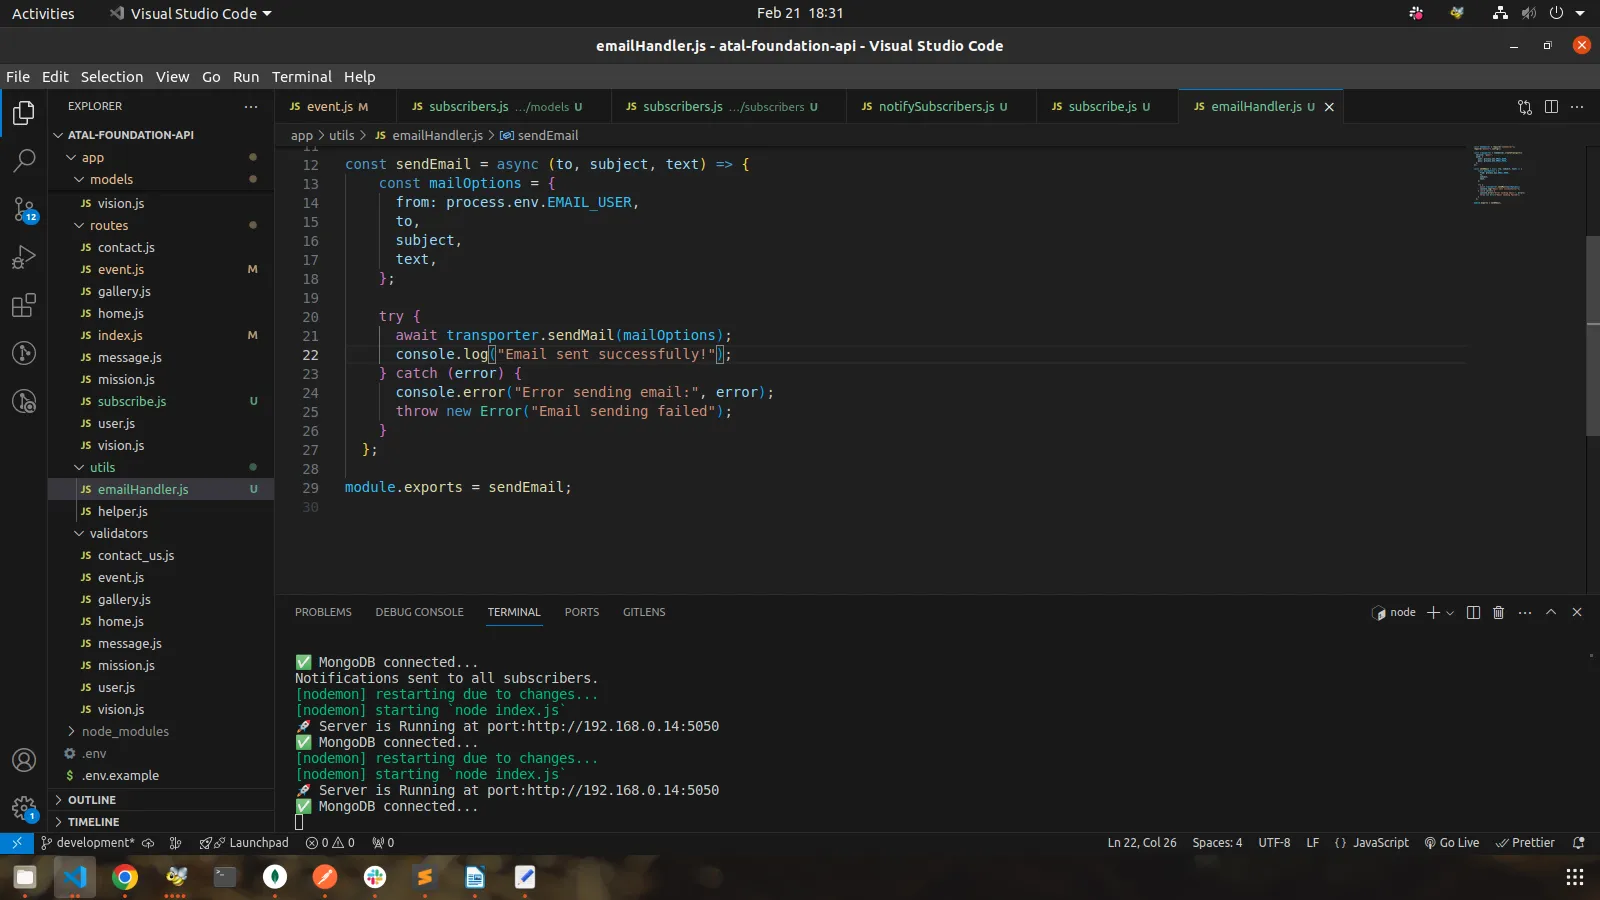 Activities Visual Studio Code Feb 21 18:31
emailHandler.js - atal-foundation-api - Visual Studio Code
File Edit Selection View Go Run Terminal Help
EXPLORER
JS event.js M JS subscribers.js .../models U JS subscribers.js .../subscribers U JS notifySubscribers.js U JS subscribe.js U JS emailHandler.js U
ATAL-FOUNDATION-API
app
models
JS vision.js
routes
JS contact.js
JS event.js M
JS gallery.js
JS home.js
JS index.js M
JS message.js
JS mission.js
JS subscribe.js U
JS user.js
JS vision.js
utils
JS emailHandler.js U
JS helper.js
validators
JS contact_us.js
JS event.js
JS gallery.js
JS home.js
JS message.js
JS mission.js
JS user.js
JS vision.js
node_modules
.env
$ .env.example
OUTLINE
TIMELINE
12
1
app > utils > JS emailHandler.js > sendEmail
11
12 const sendEmail = async (to, subject, text) => {
13 const mailOptions = {
14 from: process.env.EMAIL_USER,
15 to,
16 subject,
17 text,
18 };
19
20 try {
21 await transporter.sendMail(mailOptions);
22 console.log("Email sent successfully!");
23 } catch (error) {
24 console.error("Error sending email:", error);
25 throw new Error("Email sending failed");
26 }
27 };
28
29 module.exports = sendEmail;
30
PROBLEMS DEBUG CONSOLE TERMINAL PORTS GITLENS node
✅ MongoDB connected...
Notifications sent to all subscribers.
[nodemon] restarting due to changes...
[nodemon] starting `node index.js`
🚀 Server is Running at port:http://192.168.0.14:5050
✅ MongoDB connected...
[nodemon] restarting due to changes...
[nodemon] starting `node index.js`
🚀 Server is Running at port:http://192.168.0.14:5050
✅ MongoDB connected...
development* Launchpad 0 0 0 Ln 22, Col 26 Spaces: 4 UTF-8 LF {} JavaScript Go Live Prettier